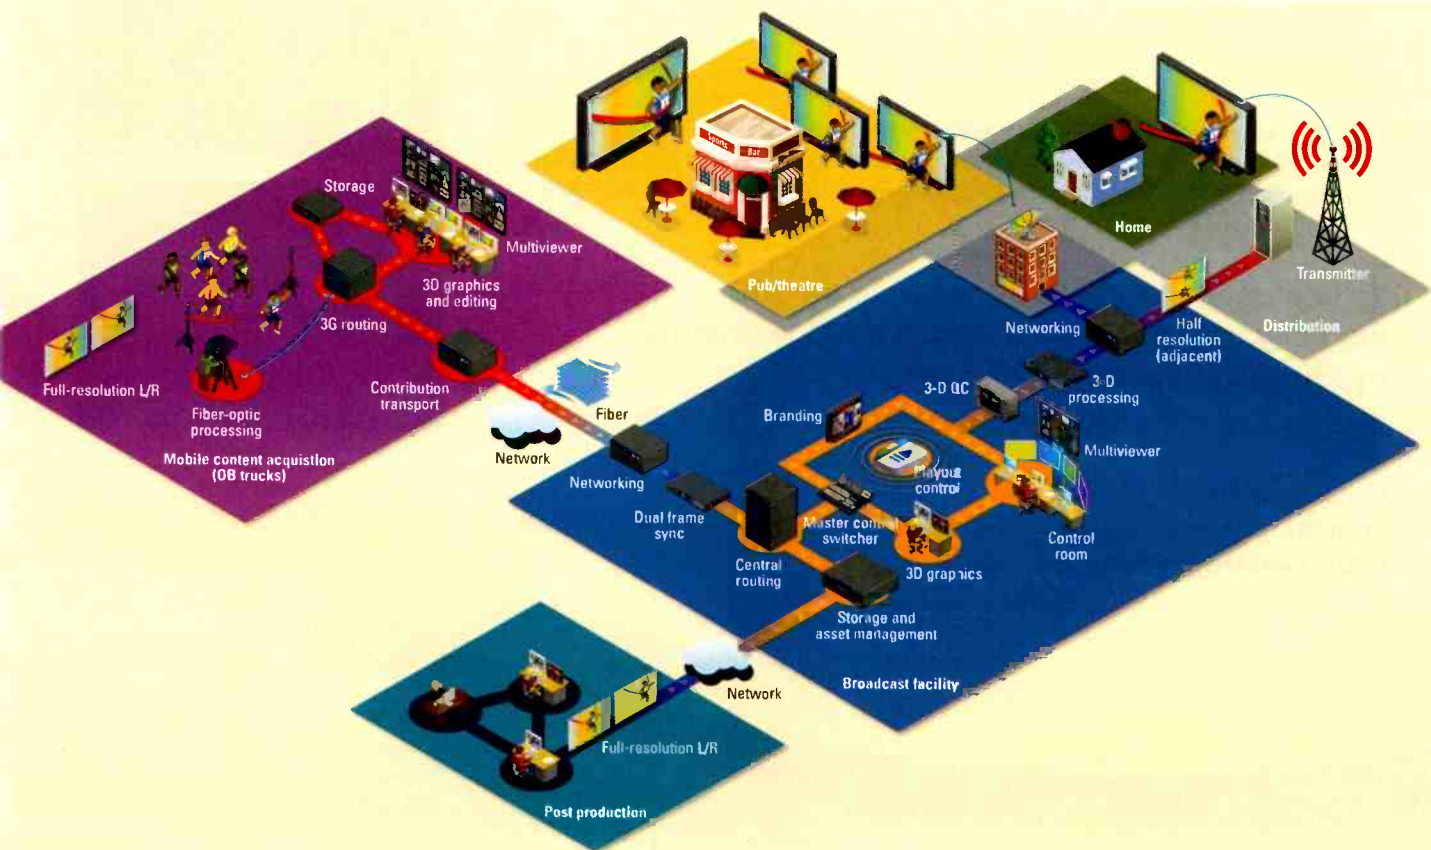 Storage
Multiviewer
3D graphics
and editing
3G routing
Full-resolution L/R
Fiber-optic
processing
Contribution
transport
Mobile content acquistion
(OB trucks)
Sports
Bar
Pub/theatre
Home
Transmitter
Distribution
Half
resolution
(adjacent)
Networking
3-D
processing
3-D QC
Branding
Multiviewer
Playout
control
Fiber
Network
Networking
Dual frame
sync
Master control
switcher
Control
room
Central
routing
3D graphics
Storage and
asset management
Broadcast facility
Network
Full-resolution L/R
Post production